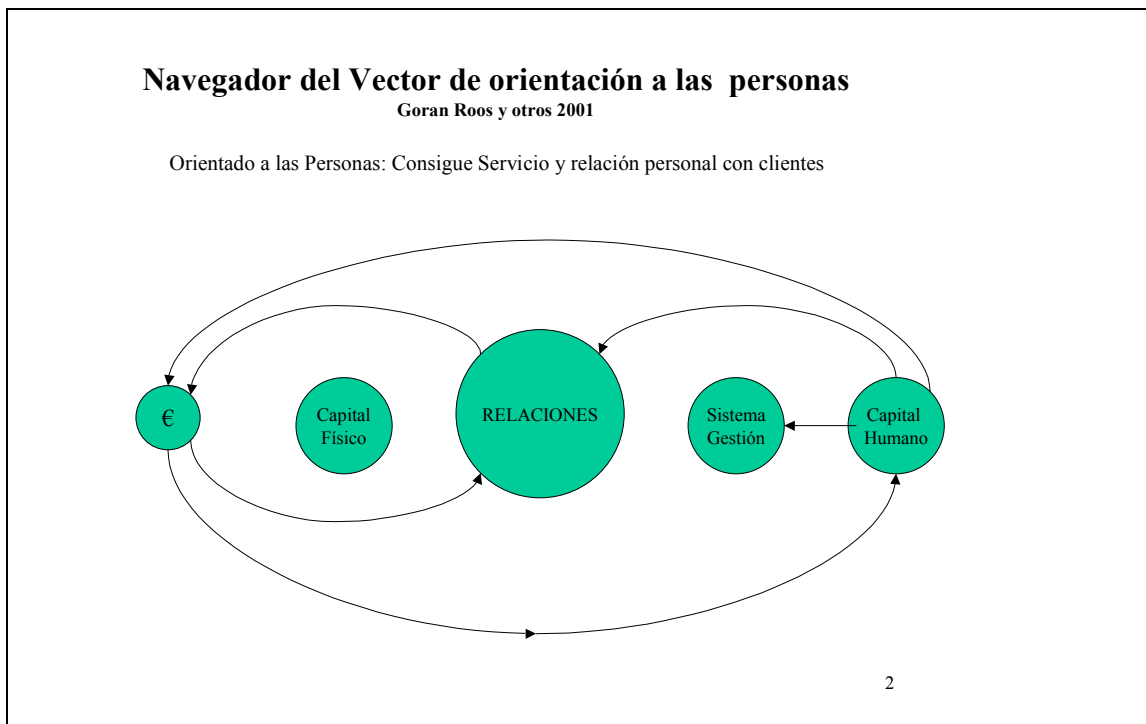 Navegador del Vector de orientación a las  personas
Goran Roos y otros 2001
Orientado a las Personas: Consigue Servicio y relación personal con clientes
€
Capital
Físico
RELACIONES
Sistema
Gestión
Capital
Humano
2